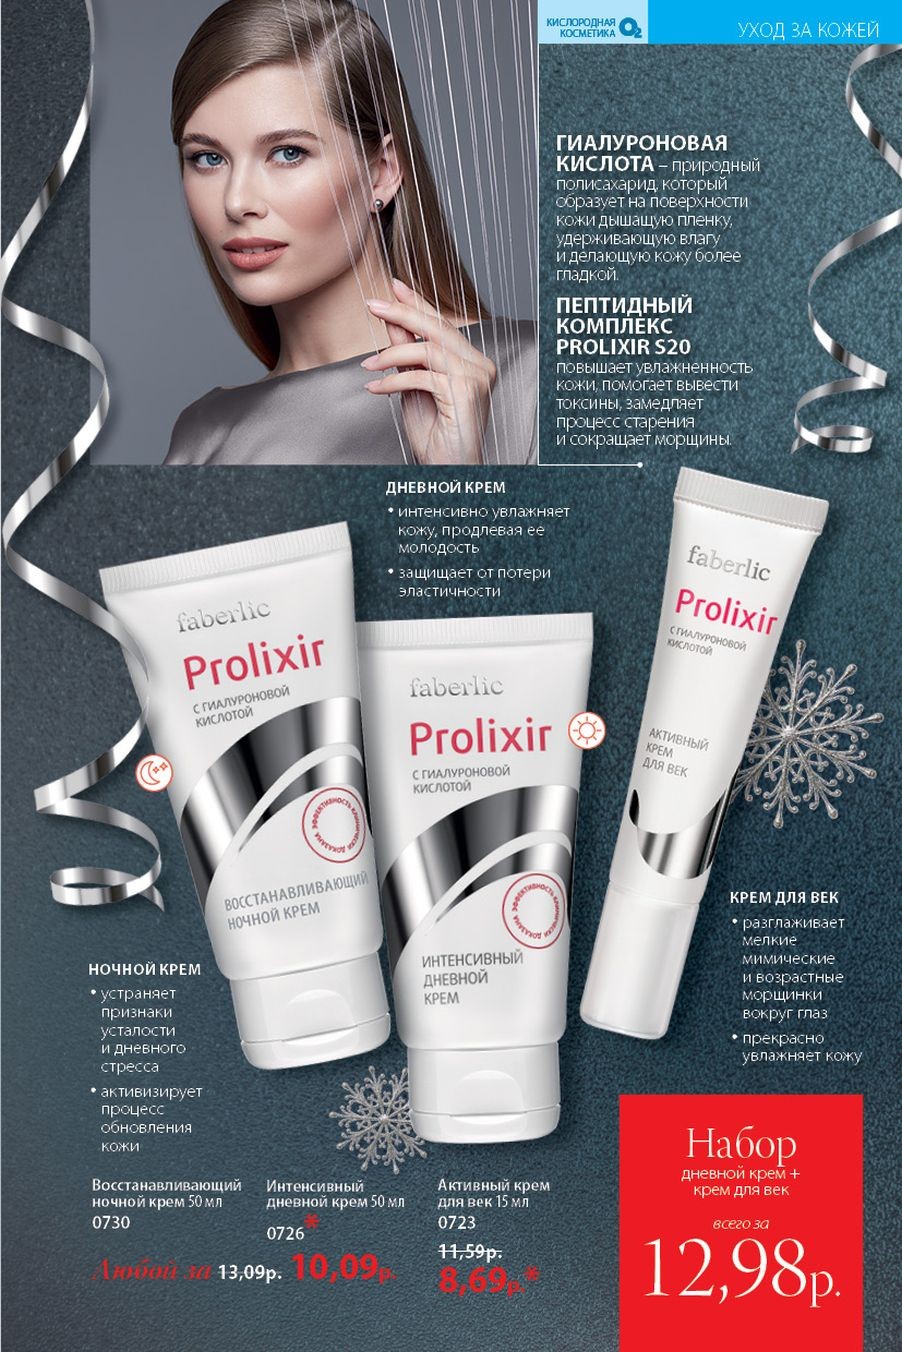 КИСЛОРОДНАЯ
КОСМЕТИКА O2
УХОД ЗА КОЖЕЙ
ГИАЛУРОНОВАЯ
КИСЛОТА – природный
полисахарид, который
образует на поверхности
кожи дышащую пленку,
удерживающую влагу
и делающую кожу более
гладкой.
ПЕПТИДНЫЙ
КОМПЛЕКС
PROLIXIR S20
повышает увлажненность
кожи, помогает вывести
токсины, замедляет
процесс старения
и сокращает морщины.
ДНЕВНОЙ КРЕМ
• интенсивно увлажняет
кожу, продлевая ее
молодость
• защищает от потери
эластичности
faberlic
Prolixir
С ГИАЛУРОНОВОЙ
КИСЛОТОЙ
ЭФФЕКТИВНОСТЬ КЛИНИЧЕСКИ ДОКАЗАНА
ВОССТАНАВЛИВАЮЩИЙ
НОЧНОЙ КРЕМ
faberlic
Prolixir
С ГИАЛУРОНОВОЙ
КИСЛОТОЙ
ЭФФЕКТИВНОСТЬ КЛИНИЧЕСКИ ДОКАЗАНА
ИНТЕНСИВНЫЙ
ДНЕВНОЙ
КРЕМ
faberlic
Prolixir
С ГИАЛУРОНОВОЙ
КИСЛОТОЙ
АКТИВНЫЙ
КРЕМ
ДЛЯ ВЕК
КРЕМ ДЛЯ ВЕК
• разглаживает
мелкие
мимические
и возрастные
морщинки
вокруг глаз
• прекрасно
увлажняет кожу
НОЧНОЙ КРЕМ
• устраняет
признаки
усталости
и дневного
стресса
• активизирует
процесс
обновления
кожи
Восстанавливающий
ночной крем 50 мл
0730
Интенсивный
дневной крем 50 мл
0726*
Активный крем
для век 15 мл
0723
Любой за 13,09р. 10,09р.
11,59р.
8,69р.*
Набор
дневной крем +
крем для век
всего за
12,98р.